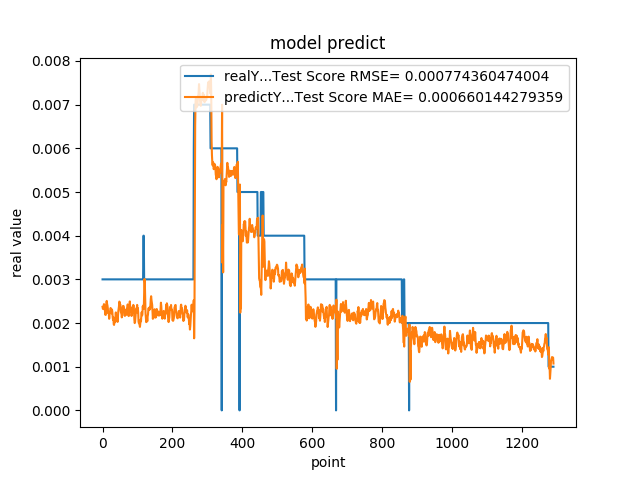 model predict
realY...Test Score RMSE= 0.000774360474004
predictY...Test Score MAE= 0.000660144279359
real value
0.008
0.007
0.006
0.005
0.004
0.003
0.002
0.001
0.000
0 200 400 600 800 1000 1200
point